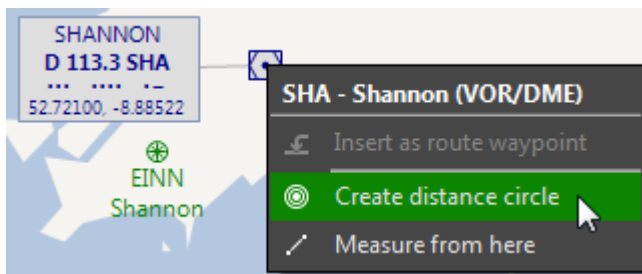 SHANNON
D 113.3 SHA
52.72100, -8.88522
EINN
Shannon
SHA - Shannon (VOR/DME)
Insert as route waypoint
Create distance circle
Measure from here